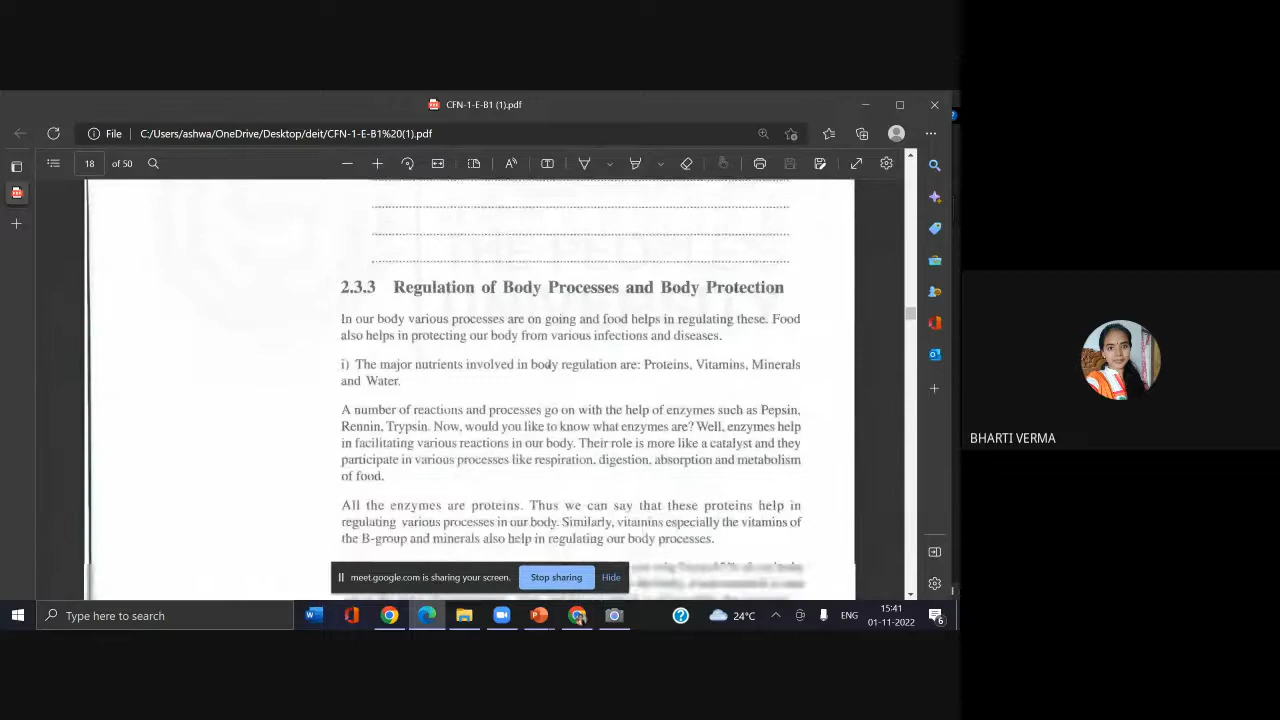 CFN-1-E-B1 (1).pdf
File
C:/Users/ashwa/OneDrive/Desktop/deit/CFN-1-E-B1%20(1).pdf
18 of 50
2.3.3 Regulation of Body Processes and Body Protection
In our body various processes are on going and food helps in regulating these. Food
also helps in protecting our body from various infections and diseases.
i) The major nutrients involved in body regulation are: Proteins, Vitamins, Minerals
and Water.
A number of reactions and processes go on with the help of enzymes such as Pepsin,
Rennin, Trypsin. Now, would you like to know what enzymes are? Well, enzymes help
in facilitating various reactions in our body. Their role is more like a catalyst and they
participate in various processes like respiration, digestion, absorption and metabolism
of food.
All the enzymes are proteins. Thus we can say that these proteins help in
regulating various processes in our body. Similarly, vitamins especially the vitamins of
the B-group and minerals also help in regulating our body processes.
meet.google.com is sharing your screen.
Stop sharing
Hide
BHARTI VERMA
Type here to search
24°C
ENG
15:41
01-11-2022
6